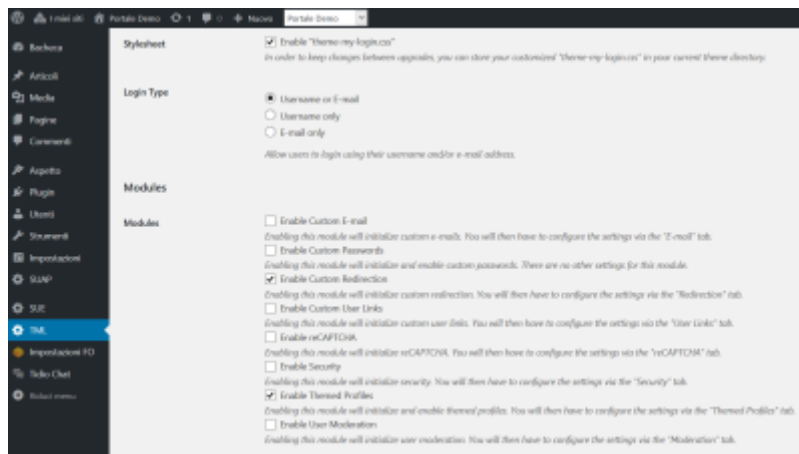 I miei siti Portale Demo 1 0 Nuovo Portale Demo
Bacheca
Articoli
Media
Pagine
Commenti
Aspetto
Plugin
Utenti
Strumenti
Impostazioni
SUAP
SUE
TML
Impostazioni FO
Tidio Chat
Riduci menu
Stylesheet
Enable "theme-my-login.css"
In order to keep changes between upgrades, you can store your customized "theme-my-login.css" in your current theme directory.
Login Type
Username or E-mail
Username only
E-mail only
Allow users to login using their username and/or e-mail address.
Modules
Modules
Enable Custom E-mail
Enabling this module will initialize custom e-mails. You will then have to configure the settings via the "E-mail" tab.
Enable Custom Passwords
Enabling this module will initialize and enable custom passwords. There are no other settings for this module.
Enable Custom Redirection
Enabling this module will initialize custom redirection. You will then have to configure the settings via the "Redirection" tab.
Enable Custom User Links
Enabling this module will initialize custom user links. You will then have to configure the settings via the "User Links" tab.
Enable reCAPTCHA
Enabling this module will initialize reCAPTCHA. You will then have to configure the settings via the "reCAPTCHA" tab.
Enable Security
Enabling this module will initialize security. You will then have to configure the settings via the "Security" tab.
Enable Themed Profiles
Enabling this module will initialize and enable themed profiles. You will then have to configure the settings via the "Themed Profiles" tab.
Enable User Moderation
Enabling this module will initialize user moderation. You will then have to configure the settings via the "Moderation" tab.